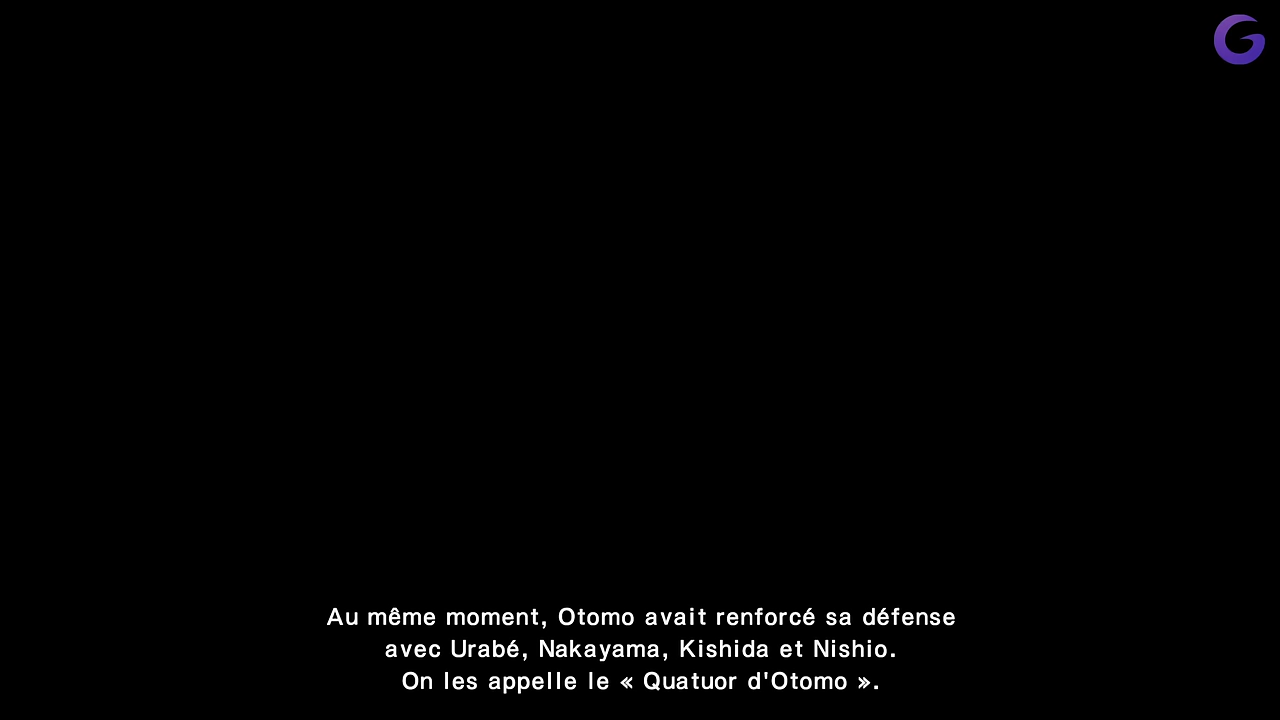 Au même moment, Otomo avait renforcé sa défense
avec Urabé, Nakayama, Kishida et Nishio.
On les appelle le « Quatuor d'Otomo ».